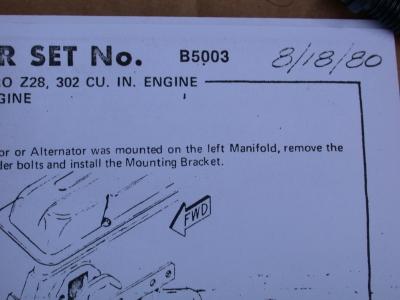 R SET No. B5003 8/18/80
O Z28, 302 CU. IN. ENGINE
GINE
or or Alternator was mounted on the left Manifold, remove the
der bolts and install the Mounting Bracket.
FWD